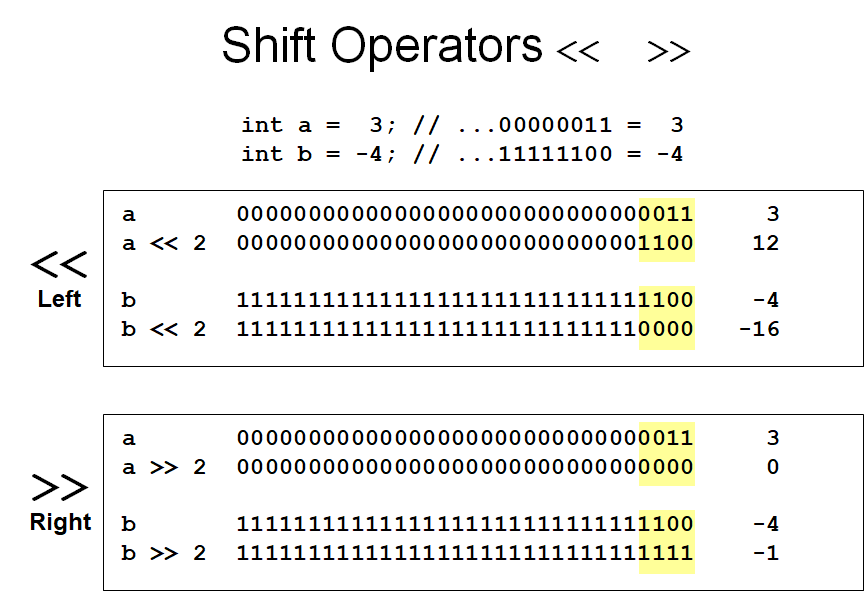 Shift Operators << >>
int a =  3; // ...00000011 =  3
int b = -4; // ...11111100 = -4
<<
Left
a 00000000000000000000000000000011 3
a << 2 00000000000000000000000000001100 12
b 11111111111111111111111111111100 -4
b << 2 11111111111111111111111111110000 -16
>>
Right
a 00000000000000000000000000000011 3
a >> 2 00000000000000000000000000000000 0
b 11111111111111111111111111111100 -4
b >> 2 11111111111111111111111111111111 -1